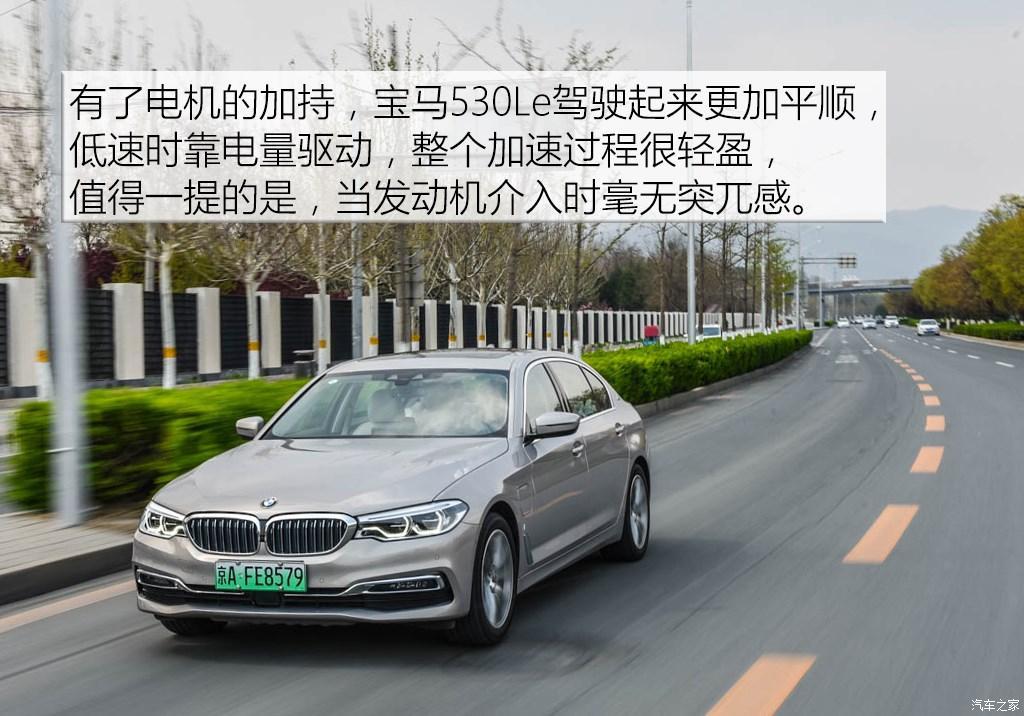 有了电机的加持，宝马530Le驾驶起来更加平顺，
低速时靠电量驱动，整个加速过程很轻盈，
值得一提的是，当发动机介入时毫无突兀感。
京A·FE8579
汽车之家